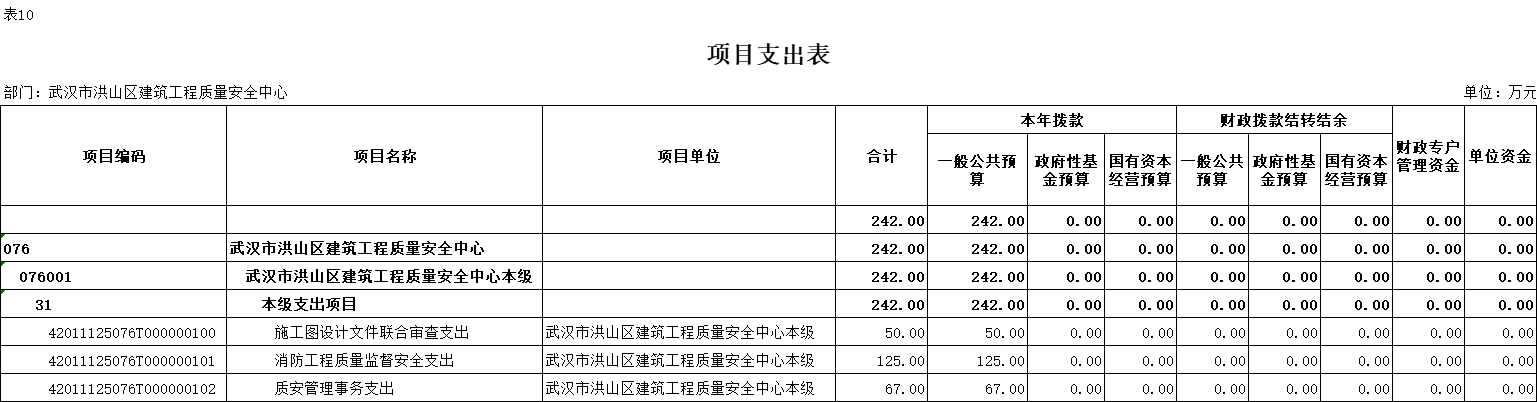 表10
项目支出表
部门：武汉市洪山区建筑工程质量安全中心 单位：万元
项目编码 项目名称 项目单位 合计 本年拨款 财政拨款结转结余 财政专户管理资金 单位资金
一般公共预算 政府性基金预算 国有资本经营预算 一般公共预算 政府性基金预算 国有资本经营预算
242.00 242.00 0.00 0.00 0.00 0.00 0.00 0.00 0.00
076 武汉市洪山区建筑工程质量安全中心 242.00 242.00 0.00 0.00 0.00 0.00 0.00 0.00 0.00
076001 武汉市洪山区建筑工程质量安全中心本级 242.00 242.00 0.00 0.00 0.00 0.00 0.00 0.00 0.00
31 本级支出项目 242.00 242.00 0.00 0.00 0.00 0.00 0.00 0.00 0.00
42011125076T000000100 施工图设计文件联合审查支出 武汉市洪山区建筑工程质量安全中心本级 50.00 50.00 0.00 0.00 0.00 0.00 0.00 0.00 0.00
42011125076T000000101 消防工程质量监督安全支出 武汉市洪山区建筑工程质量安全中心本级 125.00 125.00 0.00 0.00 0.00 0.00 0.00 0.00 0.00
42011125076T000000102 质安管理事务支出 武汉市洪山区建筑工程质量安全中心本级 67.00 67.00 0.00 0.00 0.00 0.00 0.00 0.00 0.00